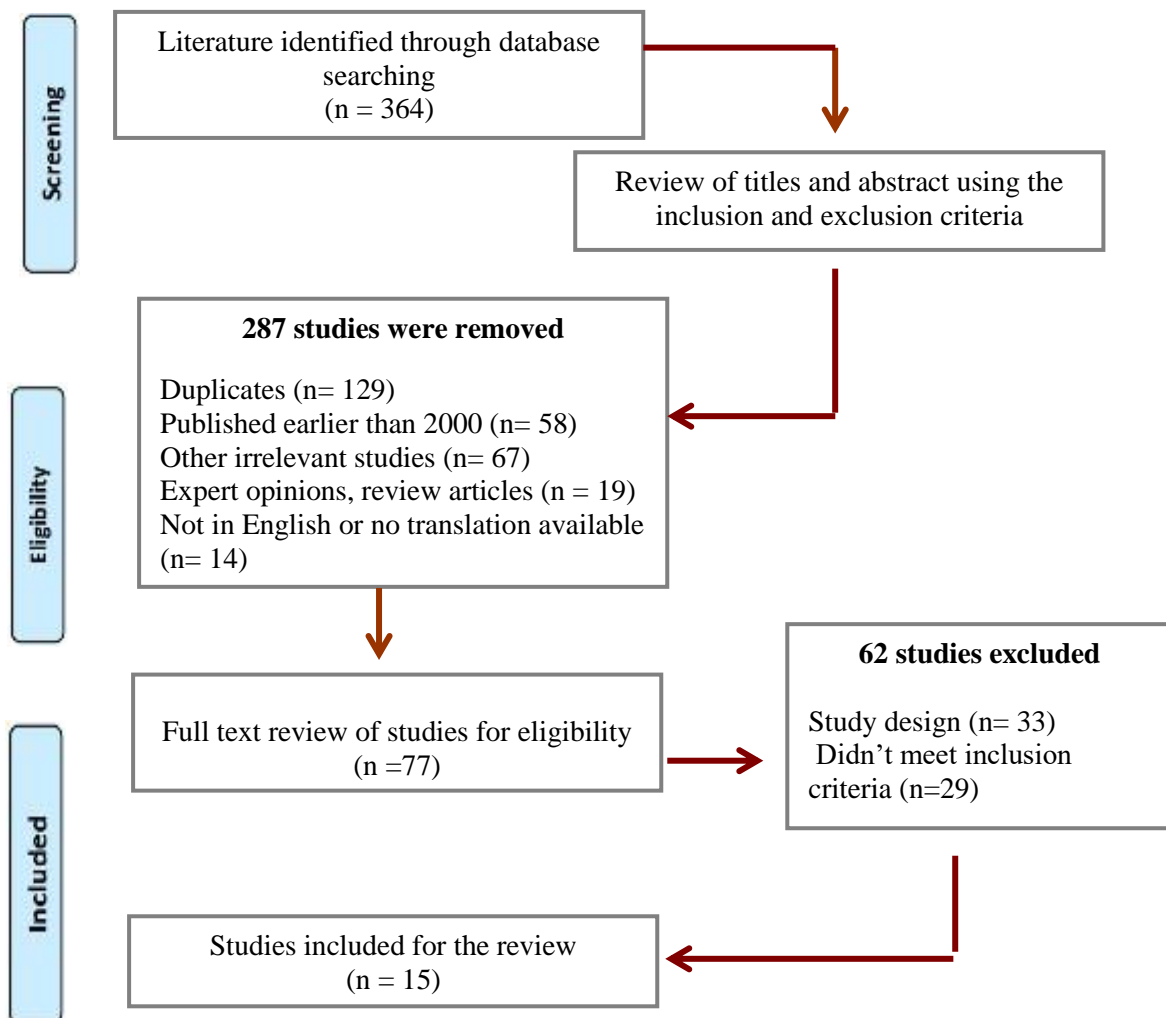 Screening
Literature identified through database
searching
(n = 364)
Review of titles and abstract using the
inclusion and exclusion criteria
Eligibility
287 studies were removed
Duplicates (n= 129)
Published earlier than 2000 (n= 58)
Other irrelevant studies (n= 67)
Expert opinions, review articles (n = 19)
Not in English or no translation available
(n= 14)
Full text review of studies for eligibility
(n =77)
62 studies excluded
Study design (n= 33)
Didn’t meet inclusion
criteria (n=29)
Included
Studies included for the review
(n = 15)